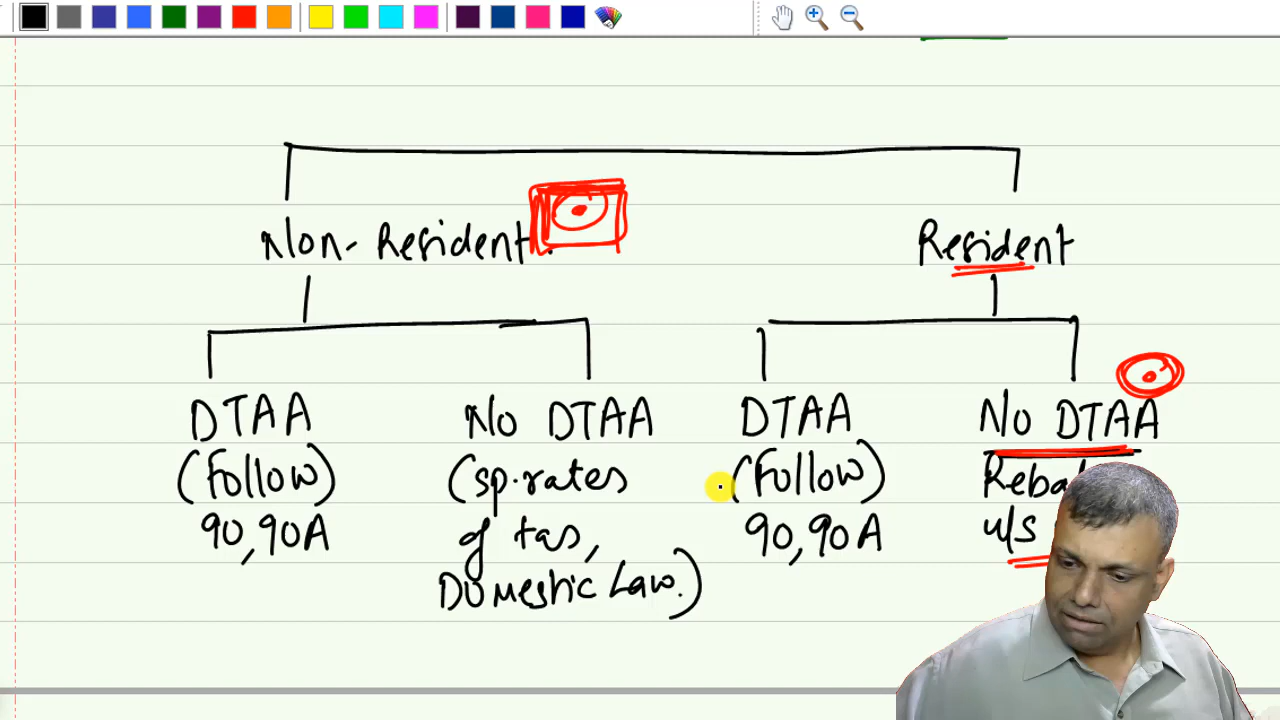 Non-Resident
Resident
DTAA
(Follow)
90, 90A
No DTAA
(sp. rates
of tas,
Domestic Law.)
DTAA
(Follow)
90, 90A
No DTAA
u/s